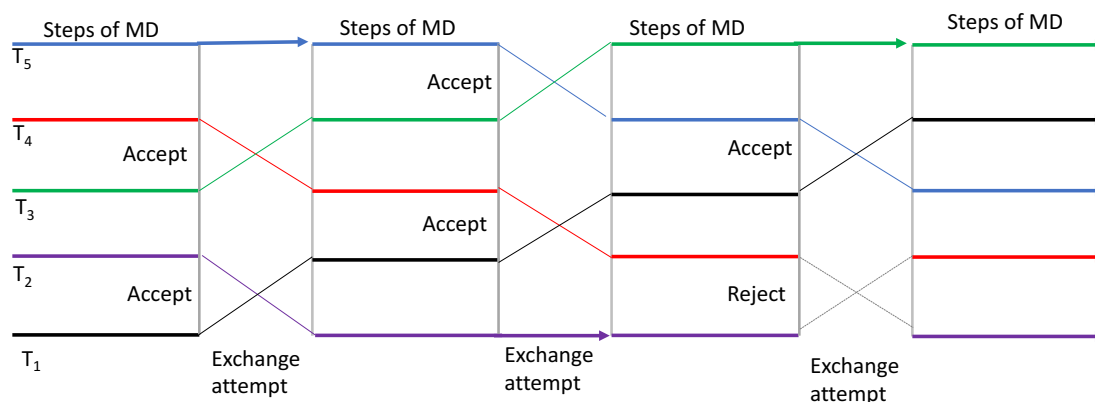 Steps of MD
Steps of MD
Steps of MD
Steps of MD
T5
Accept
T4
Accept
Accept
T3
Accept
T2
Accept
Reject
T1
Exchange
attempt
Exchange
attempt
Exchange
attempt